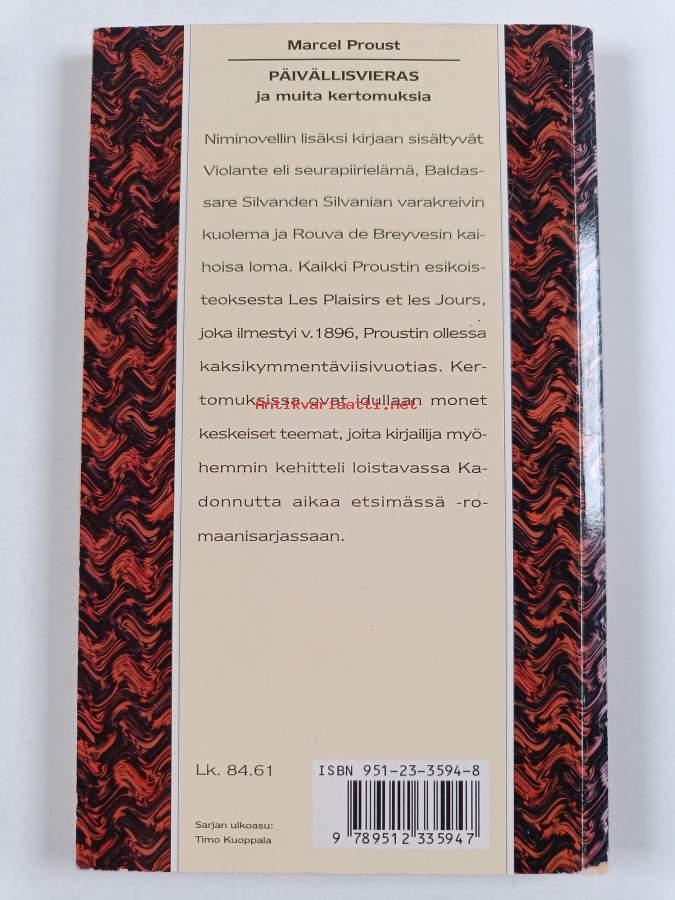 Marcel Proust
PÄIVÄLLISVIERAS
ja muita kertomuksia
Niminovellin lisäksi kirjaan sisältyvät
Violante eli seurapiirielämä, Baldas-
sare Silvanden Silvanian varakreivin
kuolema ja Rouva de Breyvesin kai-
hoisa loma. Kaikki Proustin esikois-
teoksesta Les Plaisirs et les Jours,
joka ilmestyi v.1896, Proustin ollessa
kaksikymmentäviisivuotias. Ker-
tomuksissa ovat idullaan monet
Antikvariaatti.net
keskeiset teemat, joita kirjailija myö-
hemmin kehitteli loistavassa Ka-
donnutta aikaa etsimässä -ro-
maanisarjassaan.
Lk. 84.61
ISBN 951-23-3594-8
Sarjan ulkoasu:
Timo Kuoppala
9 789512 335947